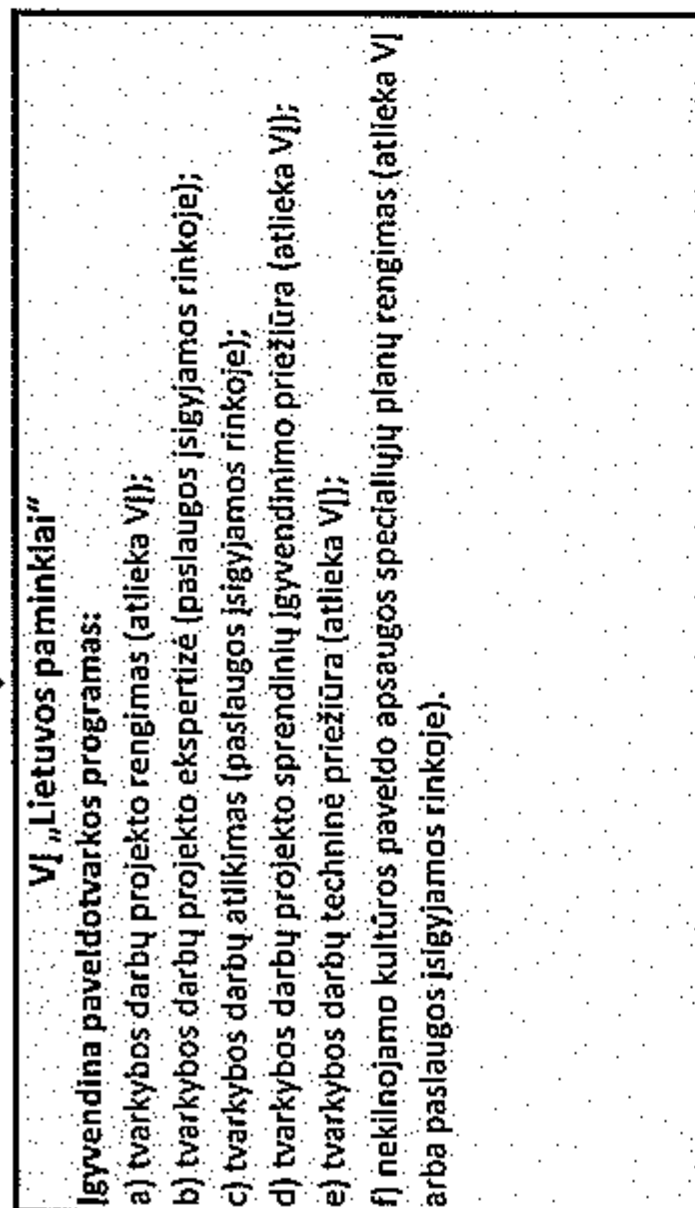 VĮ „Lietuvos paminklai“
Įgyvendina paveldotvarkos programas:
a) tvarkybos darbų projekto rengimas (atlieka VĮ);
b) tvarkybos darbų projekto ekspertizė (paslaugos įsigyjamos rinkoje);
c) tvarkybos darbų atlikimas (paslaugos įsigyjamos rinkoje);
d) tvarkybos darbų projekto sprendinių įgyvendinimo priežiūra (atlieka VĮ);
e) tvarkybos darbų techninė priežiūra (atlieka VĮ);
f) nekilnojamo kultūros paveldo apsaugos specialiųjų planų rengimas (atlieka VĮ
arba paslaugos įsigyjamos rinkoje).